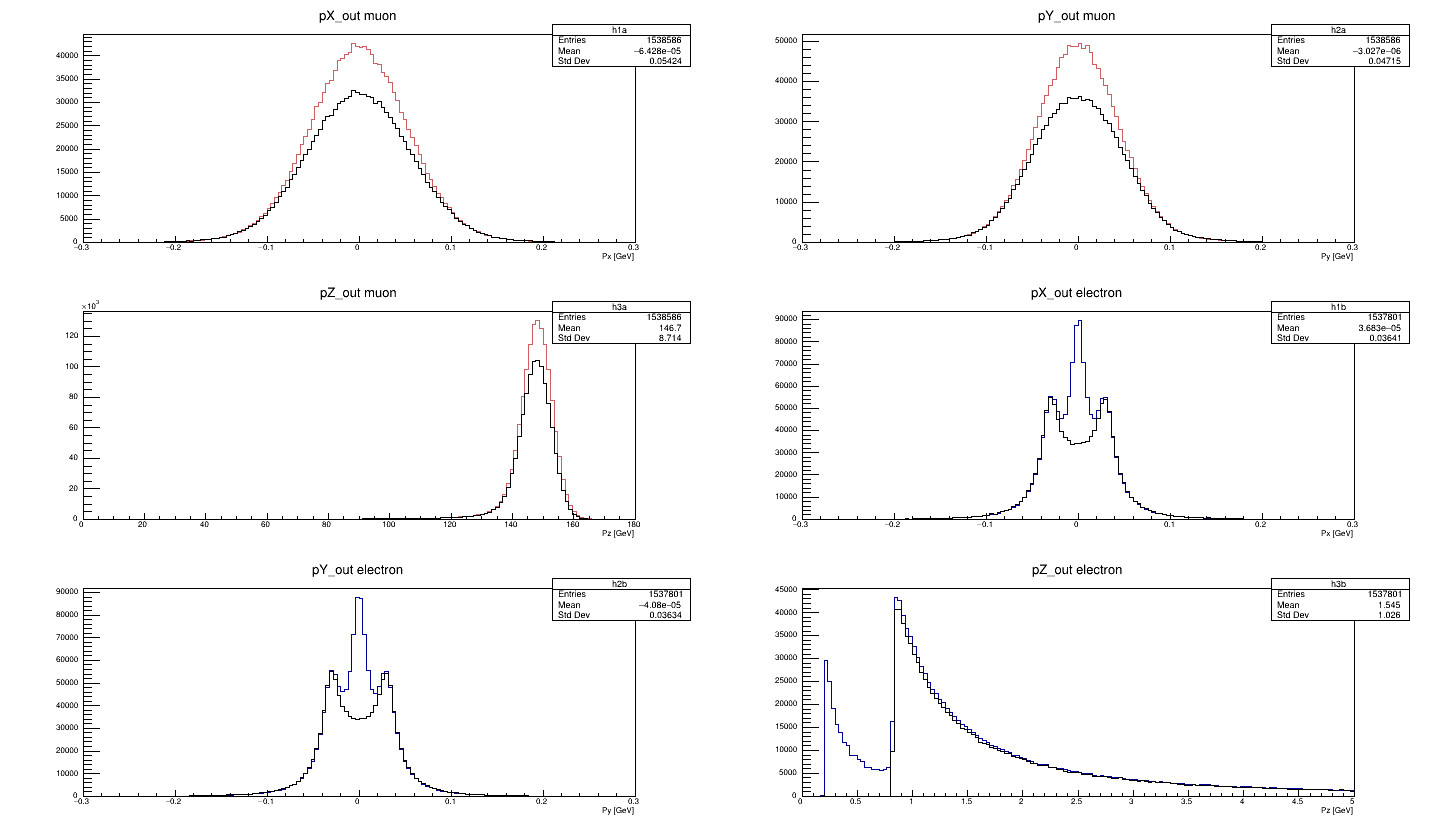 pX_out muon
h1a
Entries 1538586
Mean −6.428e−05
Std Dev 0.05424
40000
35000
30000
25000
20000
15000
10000
5000
0
−0.3 −0.2 −0.1 0 0.1 0.2 0.3
Px [GeV]
pY_out muon
h2a
Entries 1538586
Mean −3.027e−06
Std Dev 0.04715
50000
40000
30000
20000
10000
0
−0.3 −0.2 −0.1 0 0.1 0.2 0.3
Py [GeV]
pZ_out muon
×10³
h3a
Entries 1538586
Mean 146.7
Std Dev 8.714
120
100
80
60
40
20
0
0 20 40 60 80 100 120 140 160 180
Pz [GeV]
pX_out electron
h1b
Entries 1537801
Mean 3.683e−05
Std Dev 0.03641
90000
80000
70000
60000
50000
40000
30000
20000
10000
0
−0.3 −0.2 −0.1 0 0.1 0.2 0.3
Px [GeV]
pY_out electron
h2b
Entries 1537801
Mean −4.08e−05
Std Dev 0.03634
90000
80000
70000
60000
50000
40000
30000
20000
10000
0
−0.3 −0.2 −0.1 0 0.1 0.2 0.3
Py [GeV]
pZ_out electron
h3b
Entries 1537801
Mean 1.545
Std Dev 1.026
45000
40000
35000
30000
25000
20000
15000
10000
5000
0
0 0.5 1 1.5 2 2.5 3 3.5 4 4.5 5
Pz [GeV]